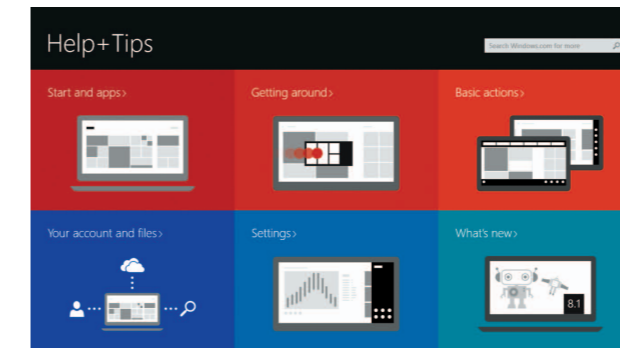 Help+Tips
Search Windows.com for more
Start and apps>
Getting around>
Basic actions>
Your account and files>
Settings>
What's new>
8.1